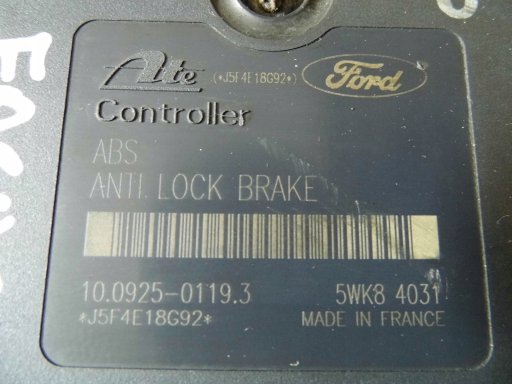 Ate (*J5F4E18G92*) Ford
Controller
ABS
ANTI LOCK BRAKE
10.0925-0119.3 5WK8 4031
*J5F4E18G92* MADE IN FRANCE